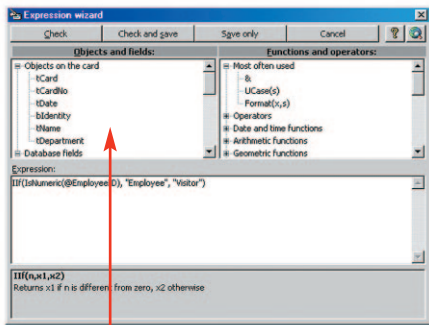 Expression wizard
Check
Check and save
Save only
Cancel
Objects and fields:
Objects on the card
tCard
tCardNo
tDate
bIdentity
tName
tDepartment
Database fields
Functions and operators:
Most often used
&
UCase(s)
Format(x,s)
Operators
Date and time functions
Arithmetic functions
Geometric functions
Expression:
IIf(IsNumeric(@EmployeeID), "Employee", "Visitor")
IIf(n,x1,x2)
Returns x1 if n is different from zero, x2 otherwise